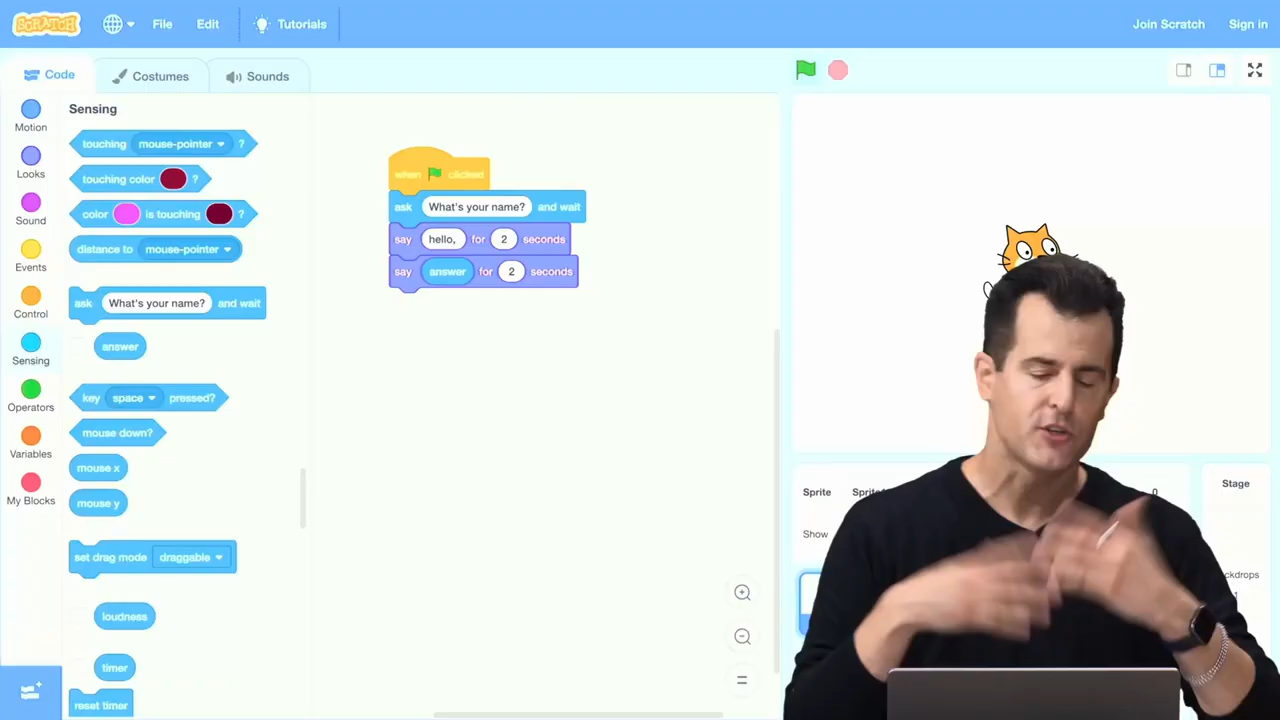 SCRATCH
File
Edit
Tutorials
Join Scratch
Sign in
Code
Costumes
Sounds
Motion
Looks
Sound
Events
Control
Sensing
Operators
Variables
My Blocks
Sensing
touching mouse-pointer ?
touching color ?
color is touching ?
distance to mouse-pointer
ask What's your name? and wait
answer
key space pressed?
mouse down?
mouse x
mouse y
set drag mode draggable
loudness
timer
reset timer
when clicked
ask What's your name? and wait
say hello, for 2 seconds
say answer for 2 seconds
Sprite
Show
Stage
1